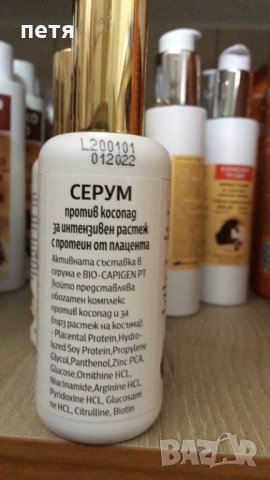 петя
L200101
012022
СЕРУМ
против косопад
за интензивен растеж
с протеин от плацента
Активната съставка в
серума е BIO-CAPIGEN PT
(който представлява
обогатен комплекс
против косопад и за
бърз растеж на косъма):
- Placental Protein, Hydro-
lyzed Soy Protein, Propylene
Glycol, Panthenol, Zinc PCA.
Glucose, Ornithine HCL,
Niacinamide, Arginine HCL,
Pyridoxine HCL, Glucosami
ne HCL, Citrulline, Biotin
bazar.bg